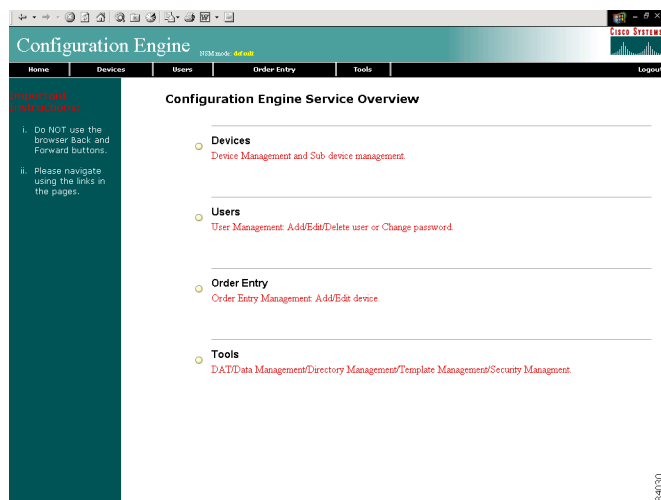 Configuration Engine NSM mode: default
CISCO SYSTEMS
Home Devices Users Order Entry Tools Logout
Important
Instructions:
i. Do NOT use the
browser Back and
Forward buttons.
ii. Please navigate
using the links in
the pages.
Configuration Engine Service Overview
Devices
Device Management and Sub-device management.
Users
User Management: Add/Edit/Delete user or Change password.
Order Entry
Order Entry Management: Add/Edit device.
Tools
DAT/Data Management/Directory Management/Template Management/Security Managment.